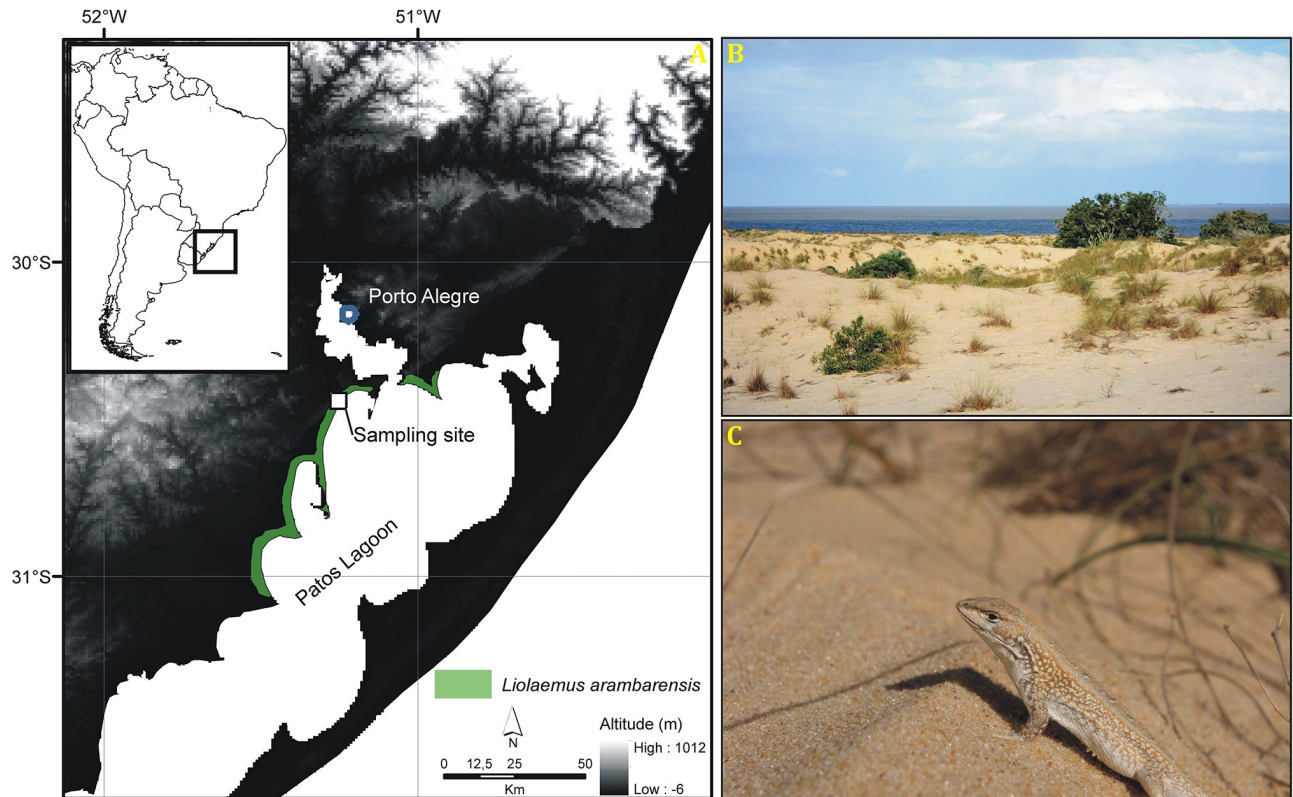 52°W
51°W
A
30°S
Porto Alegre
Sampling site
31°S
Patos Lagoon
Liolaemus arambarensis
N
Altitude (m)
High : 1012
Low : -6
0 12,5 25 50
Km
B
C